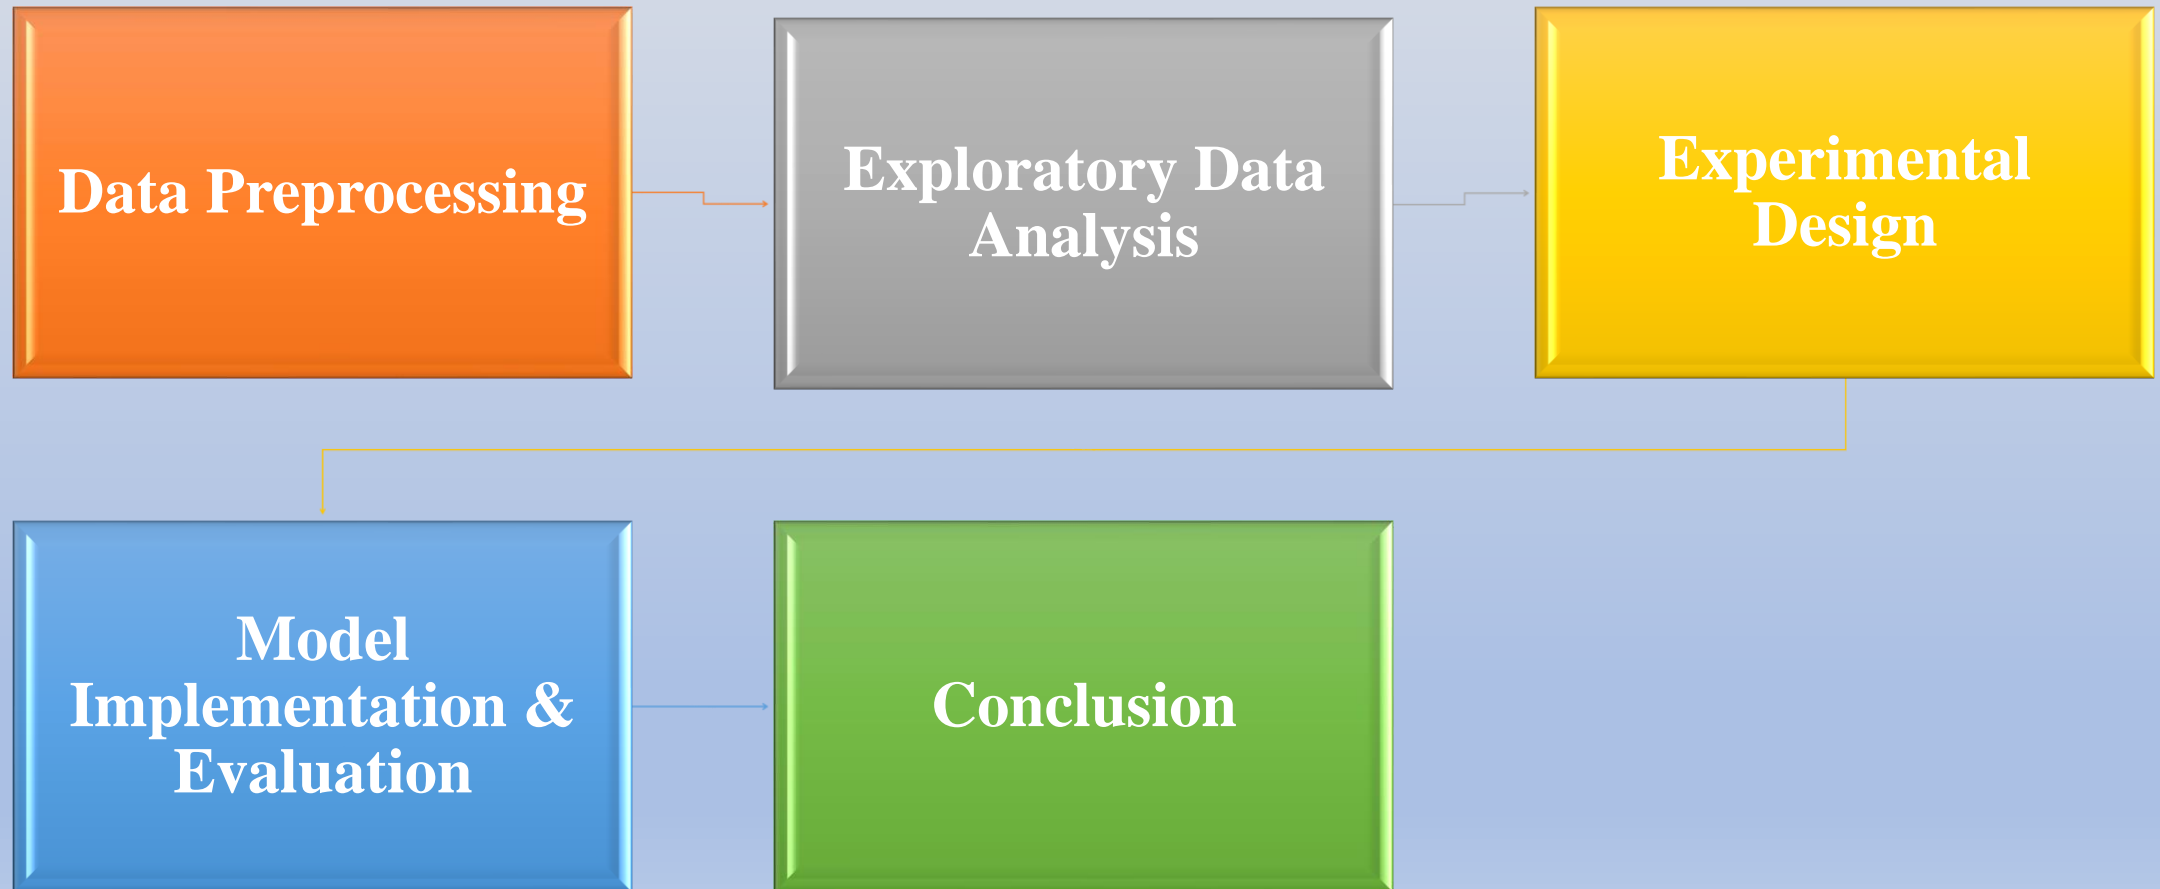 Data Preprocessing
Exploratory Data
Analysis
Experimental
Design
Model
Implementation &
Evaluation
Conclusion